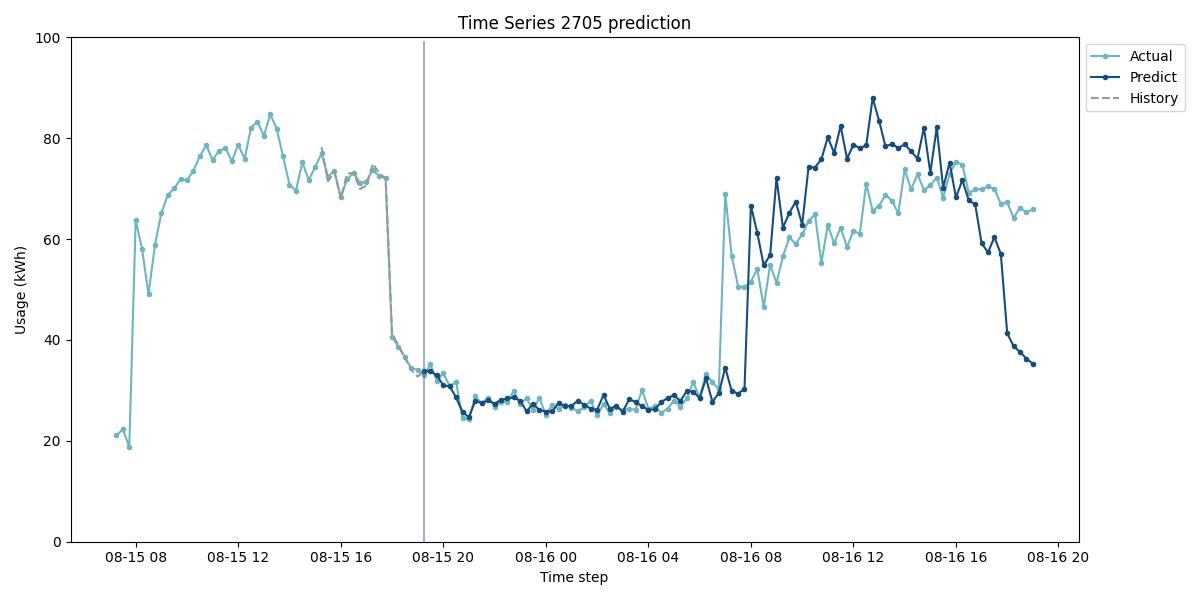 Time Series 2705 prediction
Usage (kWh)
100
80
60
40
20
0
08-15 08
08-15 12
08-15 16
08-15 20
08-16 00
08-16 04
08-16 08
08-16 12
08-16 16
08-16 20
Time step
Actual
Predict
History